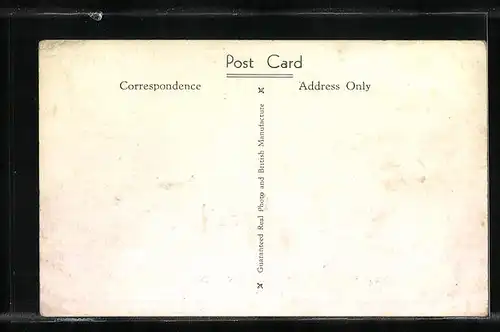 Post Card
Correspondence
Address Only
Guaranteed Real Photo and British Manufacture